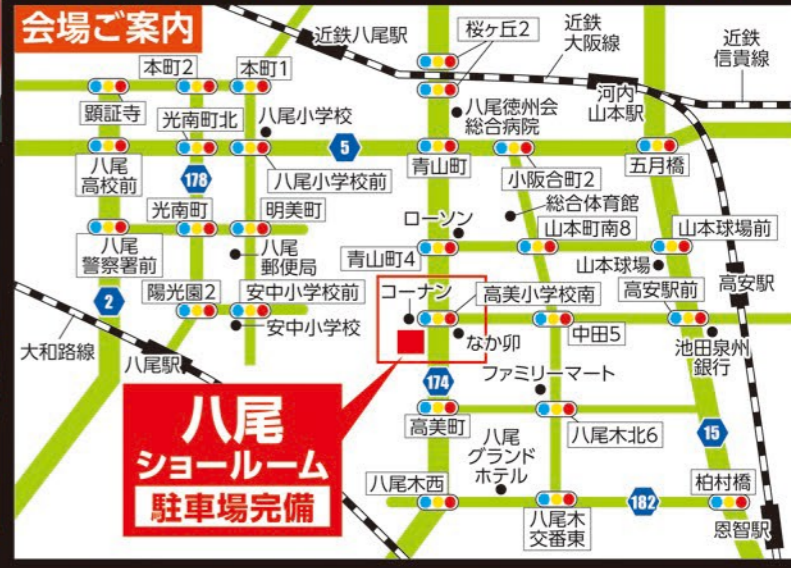 会場ご案内
近鉄八尾駅
桜ヶ丘2
近鉄
大阪線
近鉄
信貴線
本町2
本町1
河内
山本駅
顕証寺
光南町北
八尾小学校
八尾徳州会
総合病院
5
八尾
高校前
178
八尾小学校前
青山町
小阪合町2
五月橋
総合体育館
光南町
明美町
ローソン
山本町南8
山本球場前
八尾
警察署前
八尾
郵便局
青山町4
山本球場
高安駅
2
陽光園2
安中小学校前
コーナン
高美小学校南
高安駅前
大和路線
安中小学校
なか卯
中田5
池田泉州
銀行
八尾駅
174
ファミリーマート
八尾
ショールーム
駐車場完備
高美町
八尾木北6
15
八尾
グランド
ホテル
八尾木西
八尾木
交番東
182
柏村橋
恩智駅